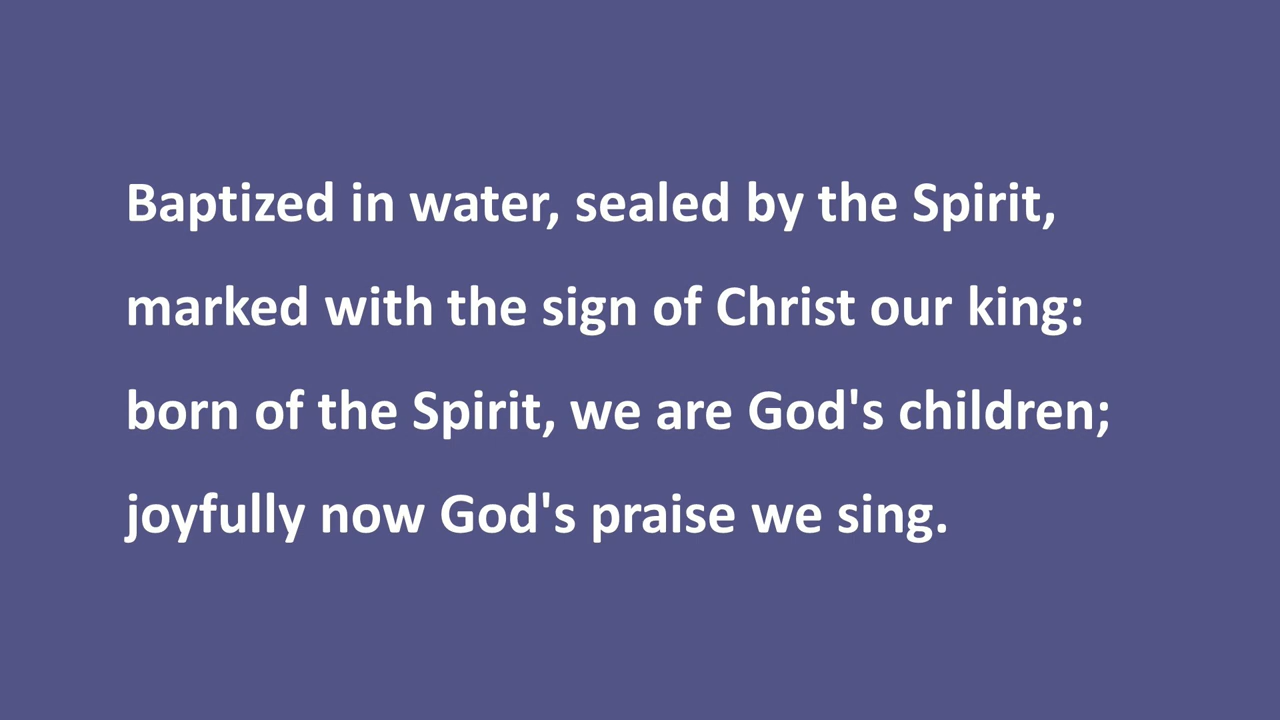 Baptized in water, sealed by the Spirit,
marked with the sign of Christ our king:
born of the Spirit, we are God's children;
joyfully now God's praise we sing.